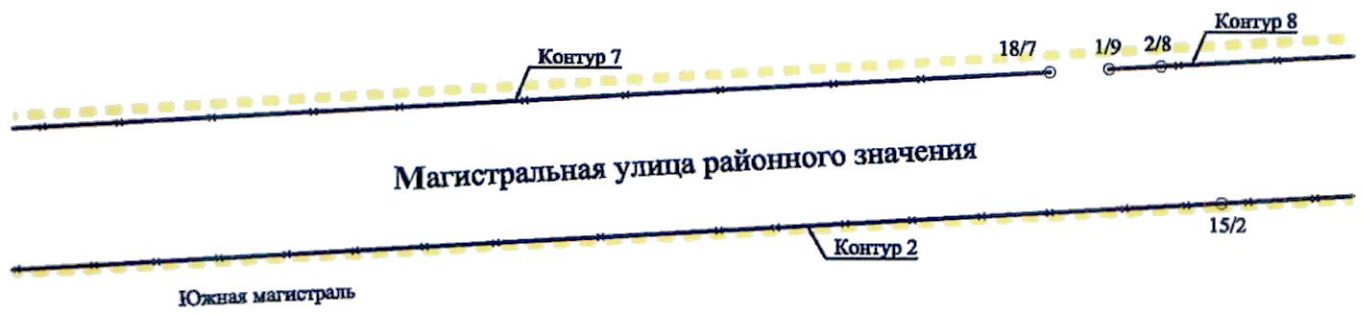 Контур 8
18/7 1/9 2/8
Контур 7
Магистральная улица районного значения
15/2
Контур 2
Южная магистраль